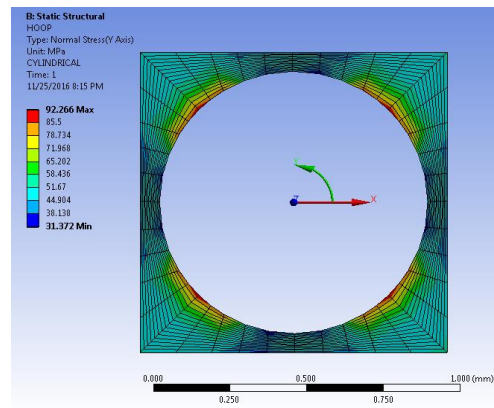 B: Static Structural
HOOP
Type: Normal Stress(Y Axis)
Unit: MPa
CYLINDRICAL
Time: 1
11/25/2016 8:15 PM
92.266 Max
85.5
78.734
71.968
65.202
58.436
51.67
44.904
38.138
31.372 Min
Y
Z
X
0.000 0.500 1.000 (mm)
0.250 0.750